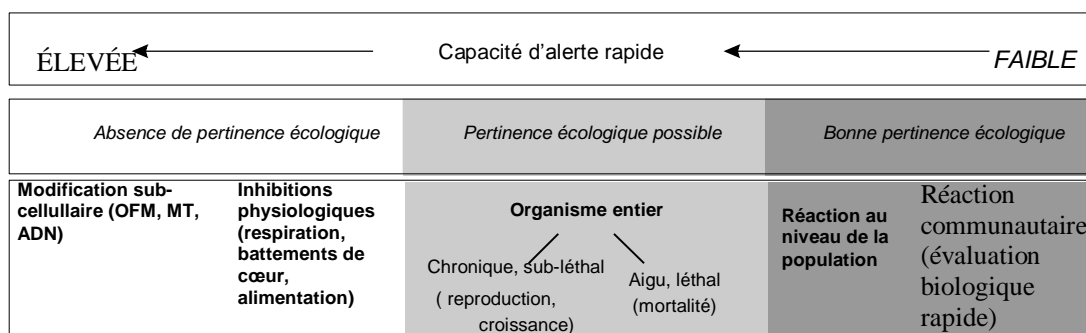 ÉLEVÉE
Capacité d'alerte rapide
FAIBLE
Absence de pertinence écologique
Pertinence écologique possible
Bonne pertinence écologique
Modification sub-
cellullaire (OFM, MT,
ADN)
Inhibitions
physiologiques
(respiration,
battements de
cœur,
alimentation)
Organisme entier
Chronique, sub-léthal
( reproduction,
croissance)
Aigu, léthal
(mortalité)
Réaction au
niveau de la
population
Réaction
communautaire
(évaluation
biologique
rapide)